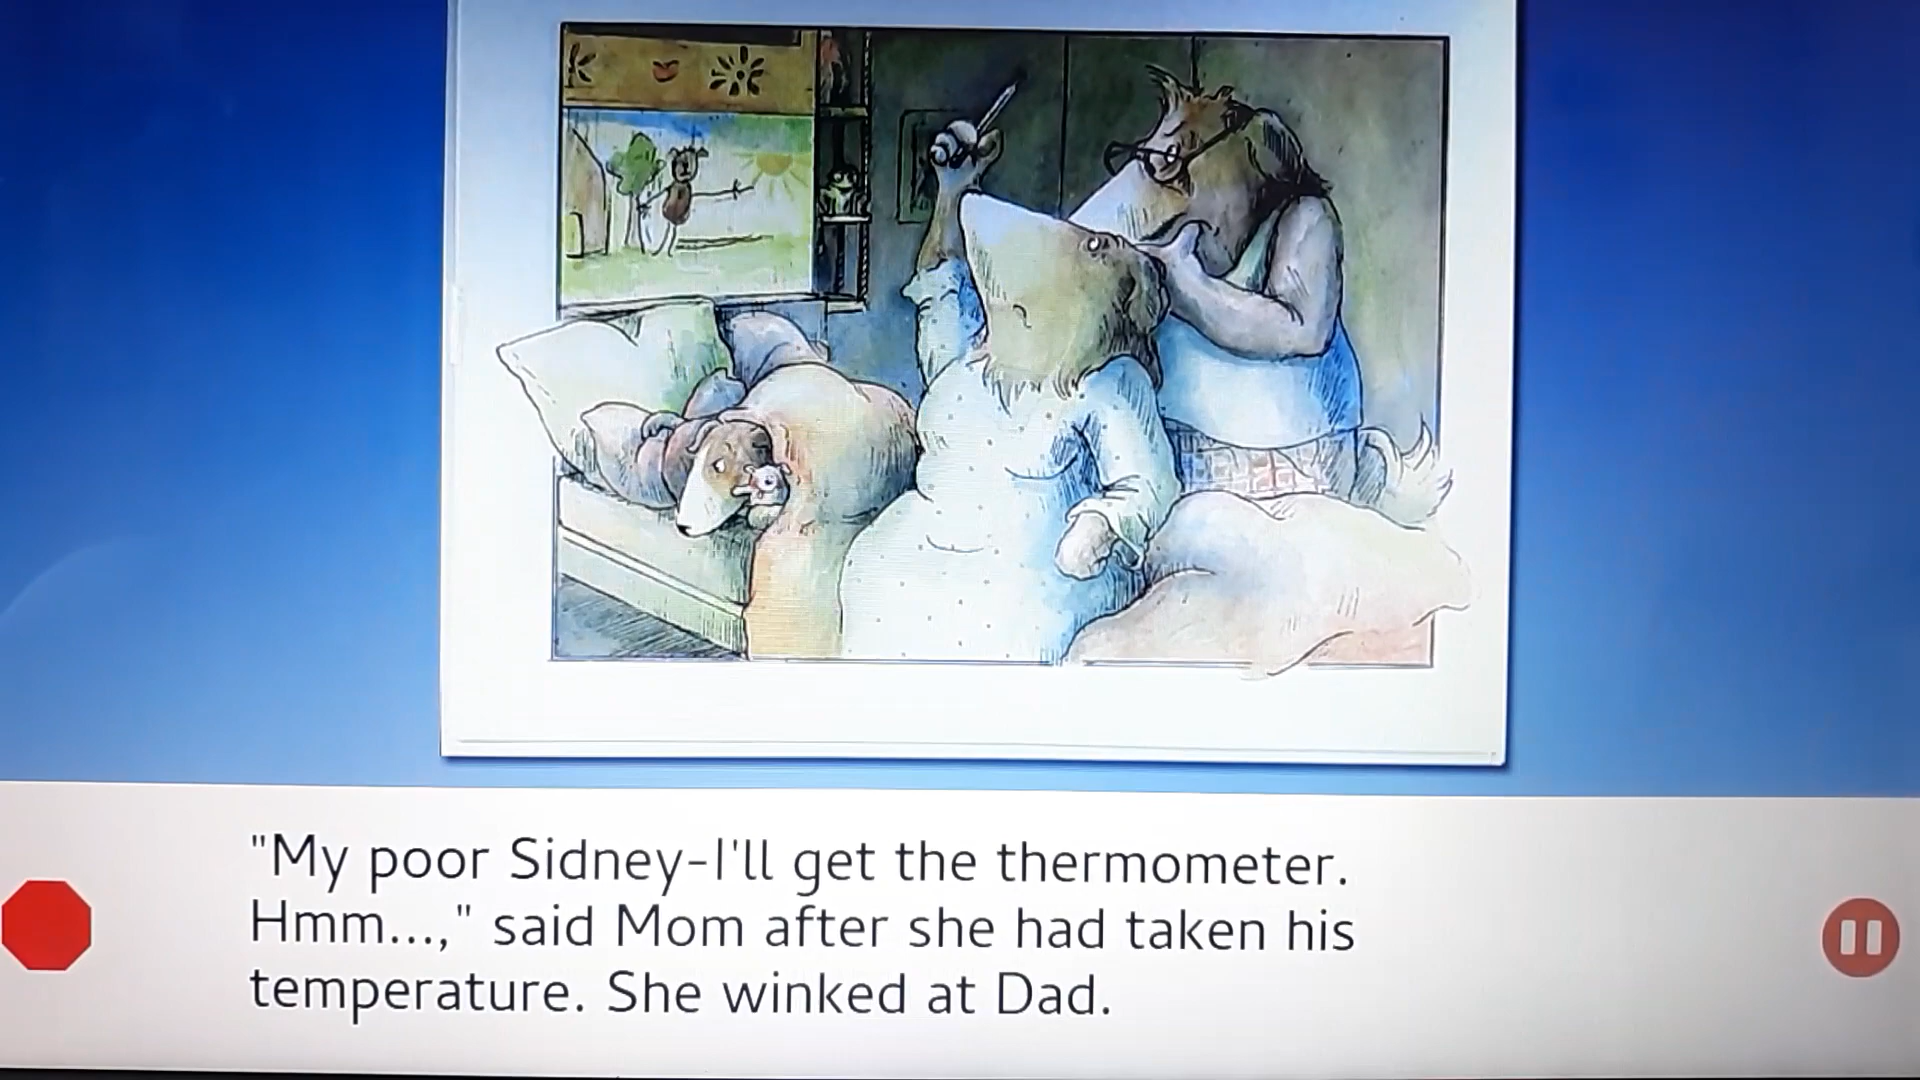 "My poor Sidney-I'll get the thermometer.
Hmm...," said Mom after she had taken his
temperature. She winked at Dad.